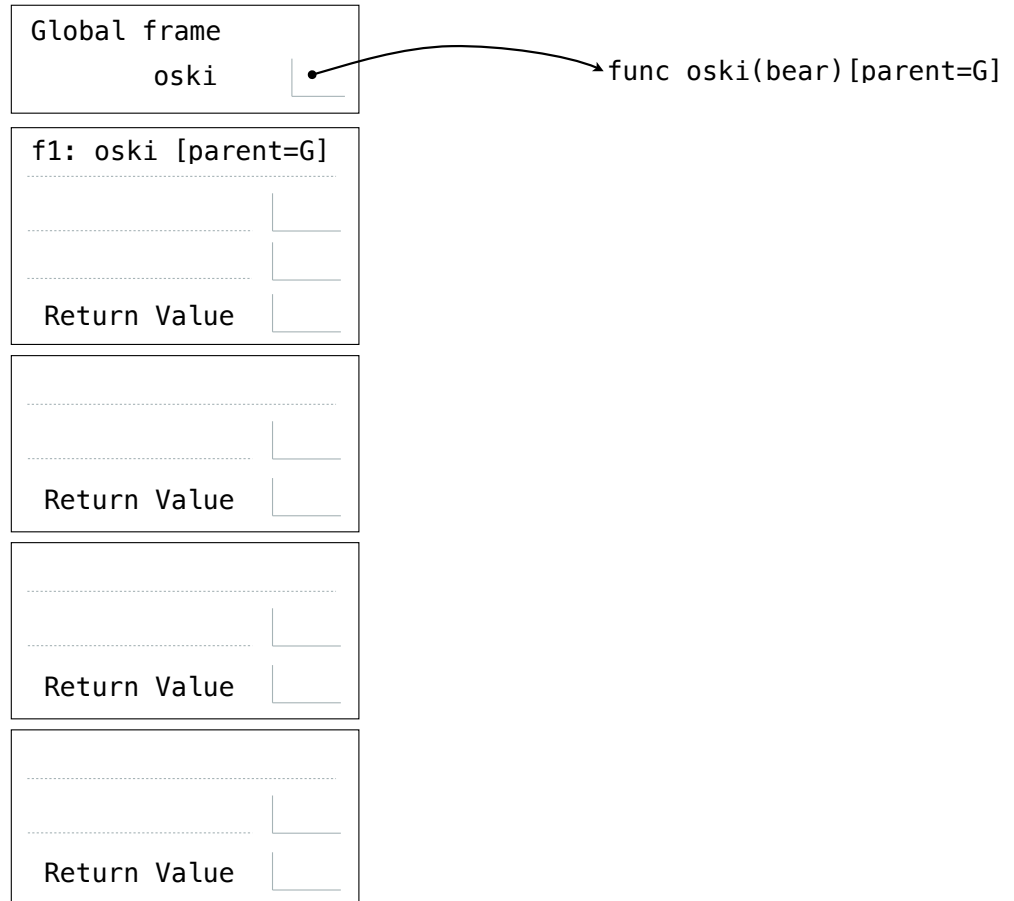 Global frame
oski
func oski(bear)[parent=G]
f1: oski [parent=G]
Return Value
Return Value
Return Value
Return Value